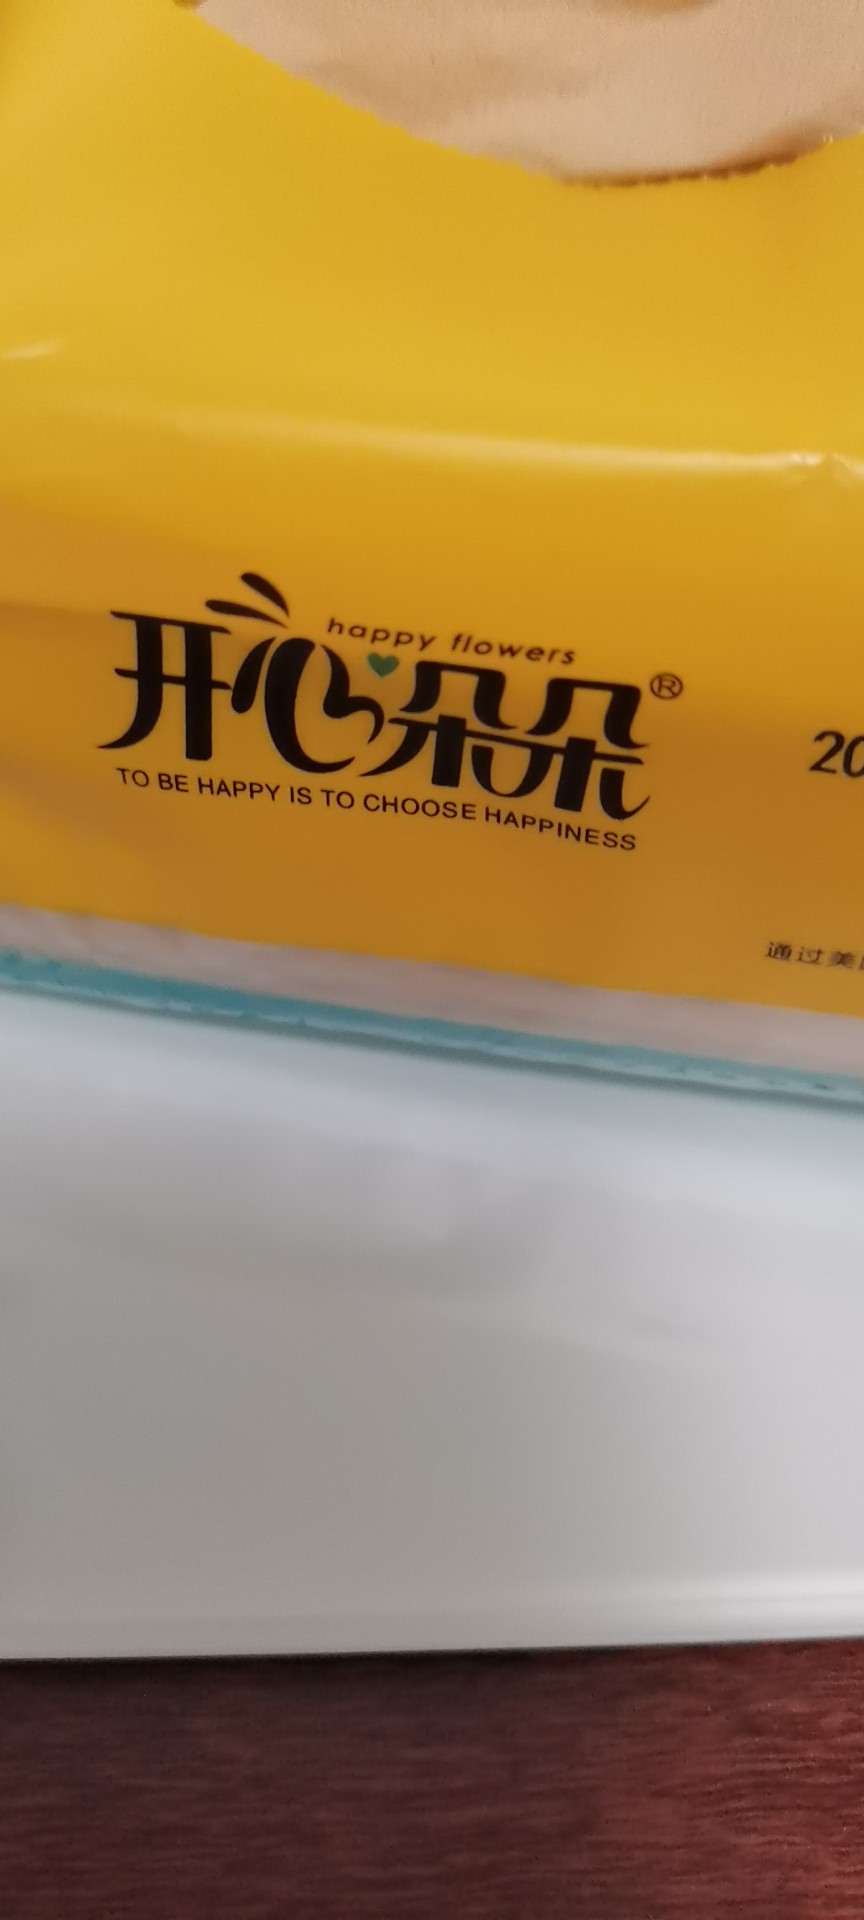 happy flowers
开心朵朵®
TO BE HAPPY IS TO CHOOSE HAPPINESS
20
通过美